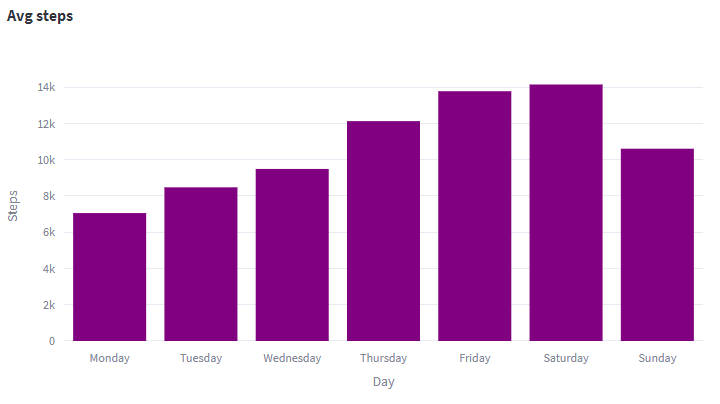 Avg steps
14k
12k
10k
8k
6k
4k
2k
0
Steps
Monday Tuesday Wednesday Thursday Friday Saturday Sunday
Day